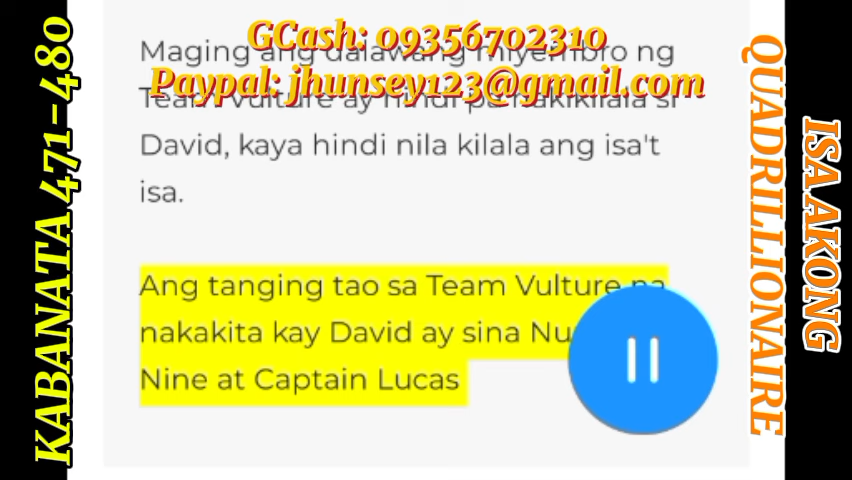 GCash: 09356702310
Paypal: jhunsey123@gmail.com
Maging ang dalawang miyembro ng
Team Vulture ay hindi pa nakikilala si
David, kaya hindi nila kilala ang isa't
isa.
Ang tanging tao sa Team Vulture na
nakakita kay David ay sina
Nine at Captain Lucas
KABANATA 471-480
ISA AKONG
QUADRILLIONAIRE